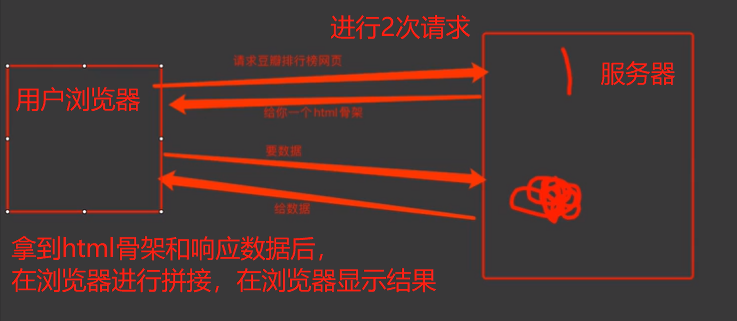 进行2次请求
请求豆瓣排行榜网页
服务器
用户浏览器
给你一个html骨架
要数据
给数据
拿到html骨架和响应数据后，
在浏览器进行拼接，在浏览器显示结果